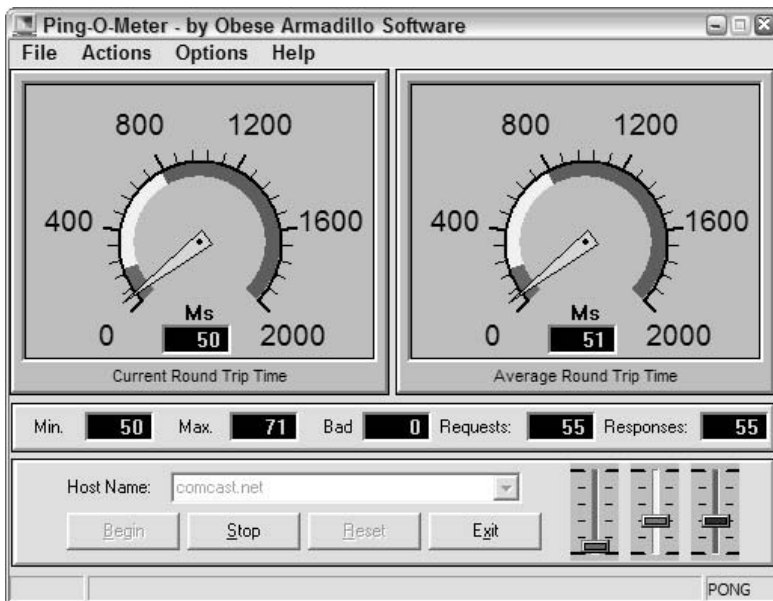 Ping-O-Meter - by Obese Armadillo Software
File Actions Options Help
800 1200
400 1600
0 2000
Ms
50
Current Round Trip Time
800 1200
400 1600
0 2000
Ms
51
Average Round Trip Time
Min. 50 Max. 71 Bad 0 Requests: 55 Responses: 55
Host Name: comcast.net
Begin Stop Reset Exit
PONG